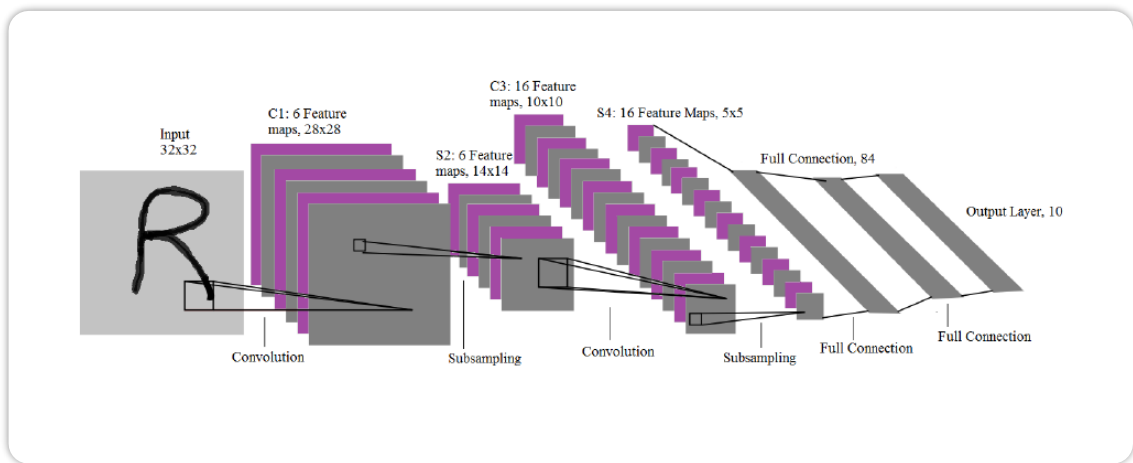 Input
32x32
R
C1: 6 Feature
maps, 28x28
S2: 6 Feature
maps, 14x14
C3: 16 Feature
maps, 10x10
S4: 16 Feature Maps, 5x5
Full Connection, 84
Output Layer, 10
Convolution
Subsampling
Convolution
Subsampling
Full Connection
Full Connection